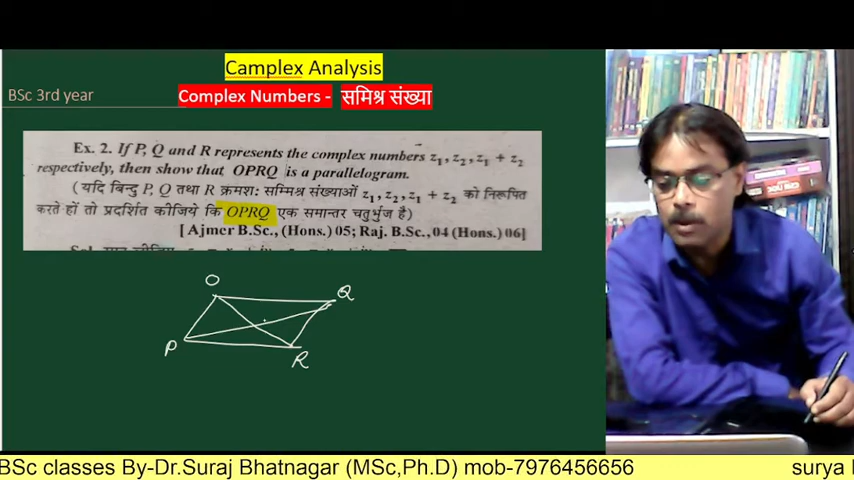 Camplex Analysis
BSc 3rd year
Complex Numbers - समिश्र संख्या
Ex. 2. If P, Q and R represents the complex numbers z₁, z₂, z₁ + z₂
respectively, then show that OPRQ is a parallelogram.
(यदि बिन्दु P, Q तथा R क्रमशः सम्मिश्र संख्याओं z₁, z₂, z₁ + z₂ को निरूपित
करते हों तो प्रदर्शित कीजिये कि OPRQ एक समान्तर चतुर्भुज है)
[ Ajmer B.Sc., (Hons.) 05; Raj. B.Sc., 04 (Hons.) 06]
O
Q
P
R
BSc classes By-Dr.Suraj Bhatnagar (MSc,Ph.D) mob-7976456656
surya